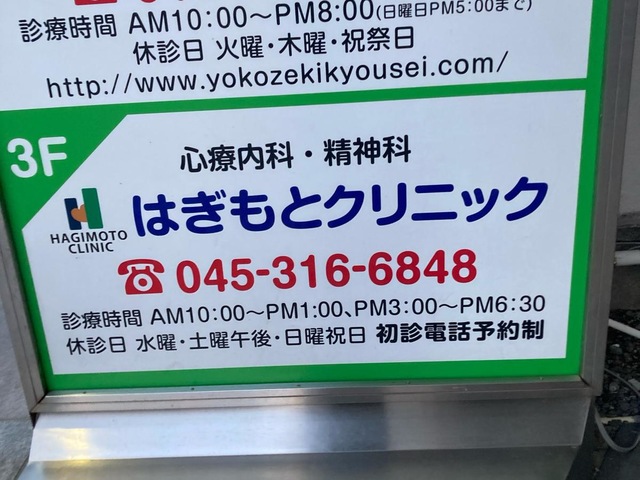 診療時間 AM10:00〜PM8:00(日曜日PM5:00まで)
休診日 火曜・木曜・祝祭日
http://www.yokozekikyousei.com/
3F
心療内科・精神科
はぎもとクリニック
HAGIMOTO
CLINIC
045-316-6848
診療時間 AM10:00〜PM1:00、PM3:00〜PM6:30
休診日 水曜・土曜午後・日曜祝日 初診電話予約制